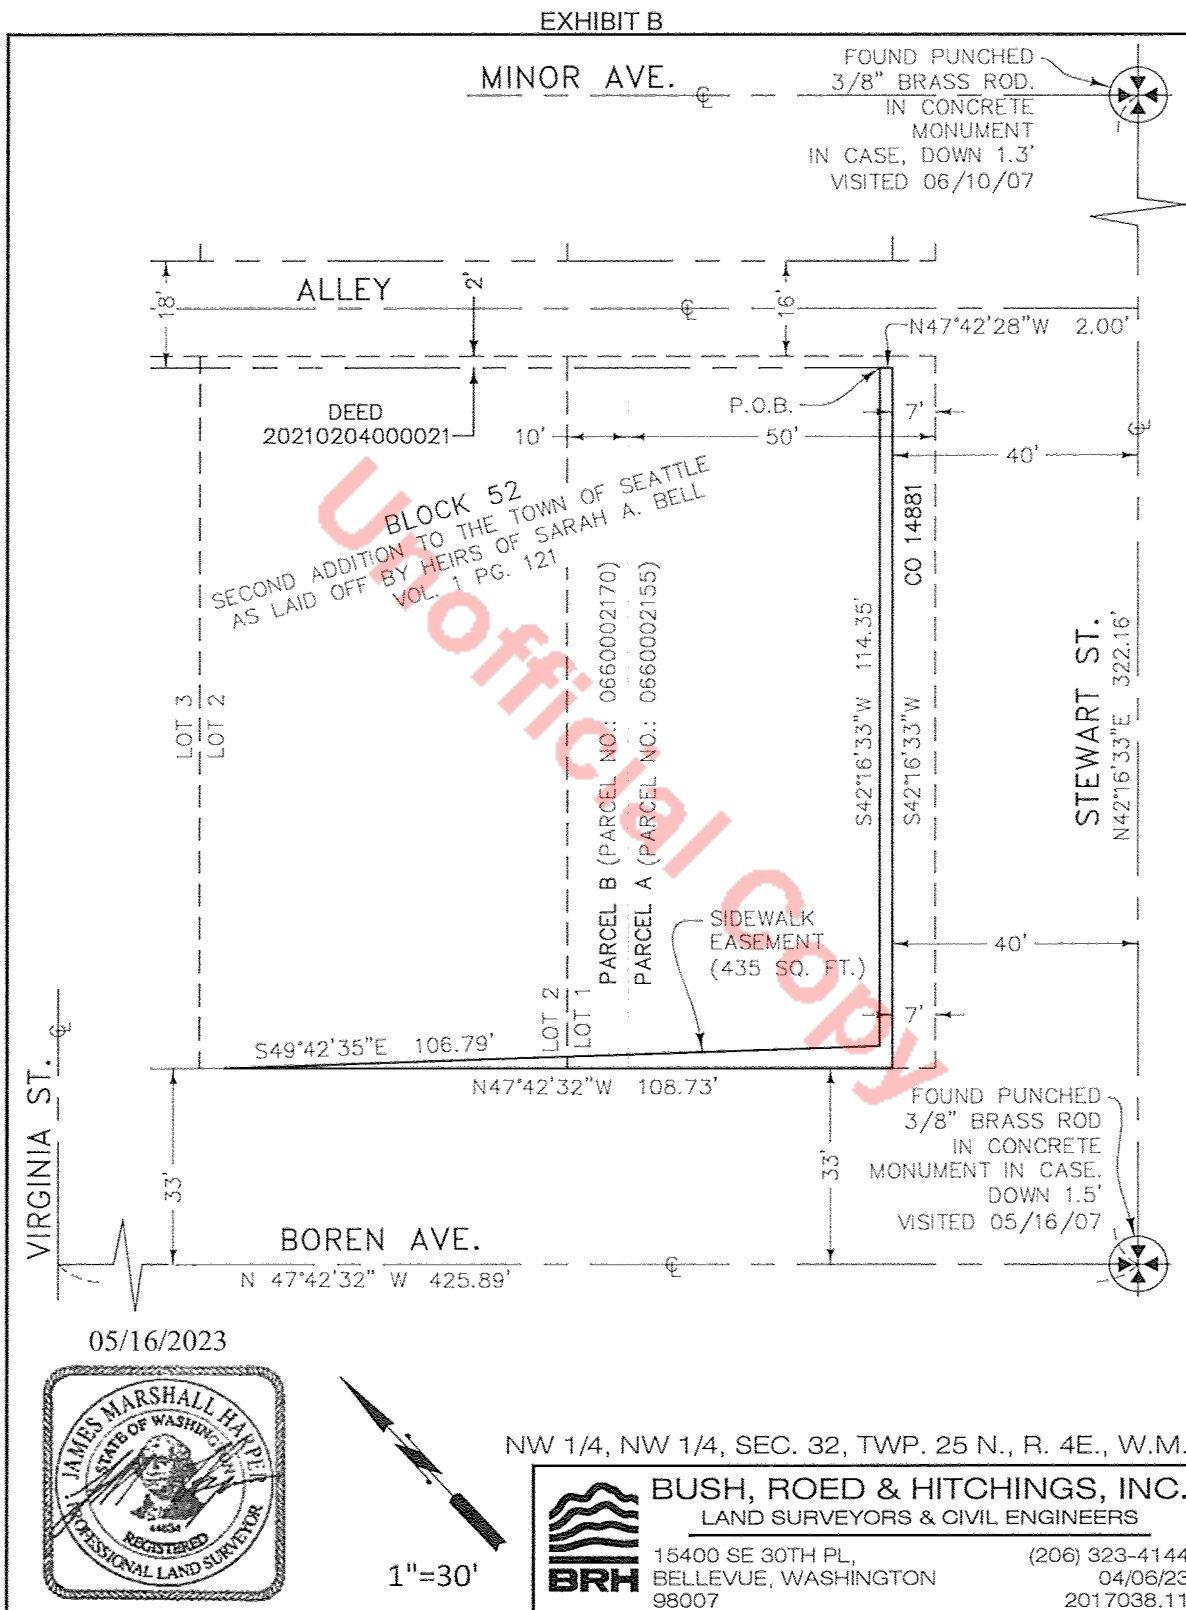 EXHIBIT B
MINOR AVE.
FOUND PUNCHED
3/8" BRASS ROD.
IN CONCRETE
MONUMENT
IN CASE, DOWN 1.3'
VISITED 06/10/07
ALLEY
18'
2'
16'
N47°42'28"W 2.00'
P.O.B.
7'
DEED
20210204000021
10'
50'
40'
BLOCK 52
SECOND ADDITION TO THE TOWN OF SEATTLE
AS LAID OFF BY HEIRS OF SARAH A. BELL
VOL. 1 PG. 121
CO 14881
S42°16'33"W 114.35'
S42°16'33"W
STEWART ST.
N42°16'33"E 322.16'
LOT 3
LOT 2
PARCEL B (PARCEL NO.: 0660002170)
PARCEL A (PARCEL NO.: 0660002155)
Unofficial Copy
SIDEWALK
EASEMENT
(435 SQ. FT.)
40'
7'
LOT 2
LOT 1
S49°42'35"E 106.79'
N47°42'32"W 108.73'
VIRGINIA ST.
33'
33'
FOUND PUNCHED
3/8" BRASS ROD
IN CONCRETE
MONUMENT IN CASE.
DOWN 1.5'
VISITED 05/16/07
BOREN AVE.
N 47°42'32" W 425.89'
05/16/2023
JAMES MARSHALL HARPER
STATE OF WASHINGTON
44634
REGISTERED
PROFESSIONAL LAND SURVEYOR
N
1"=30'
NW 1/4, NW 1/4, SEC. 32, TWP. 25 N., R. 4E., W.M.
BRH
BUSH, ROED & HITCHINGS, INC.
LAND SURVEYORS & CIVIL ENGINEERS
15400 SE 30TH PL,
BELLEVUE, WASHINGTON
98007
(206) 323-4144
04/06/23
2017038.11